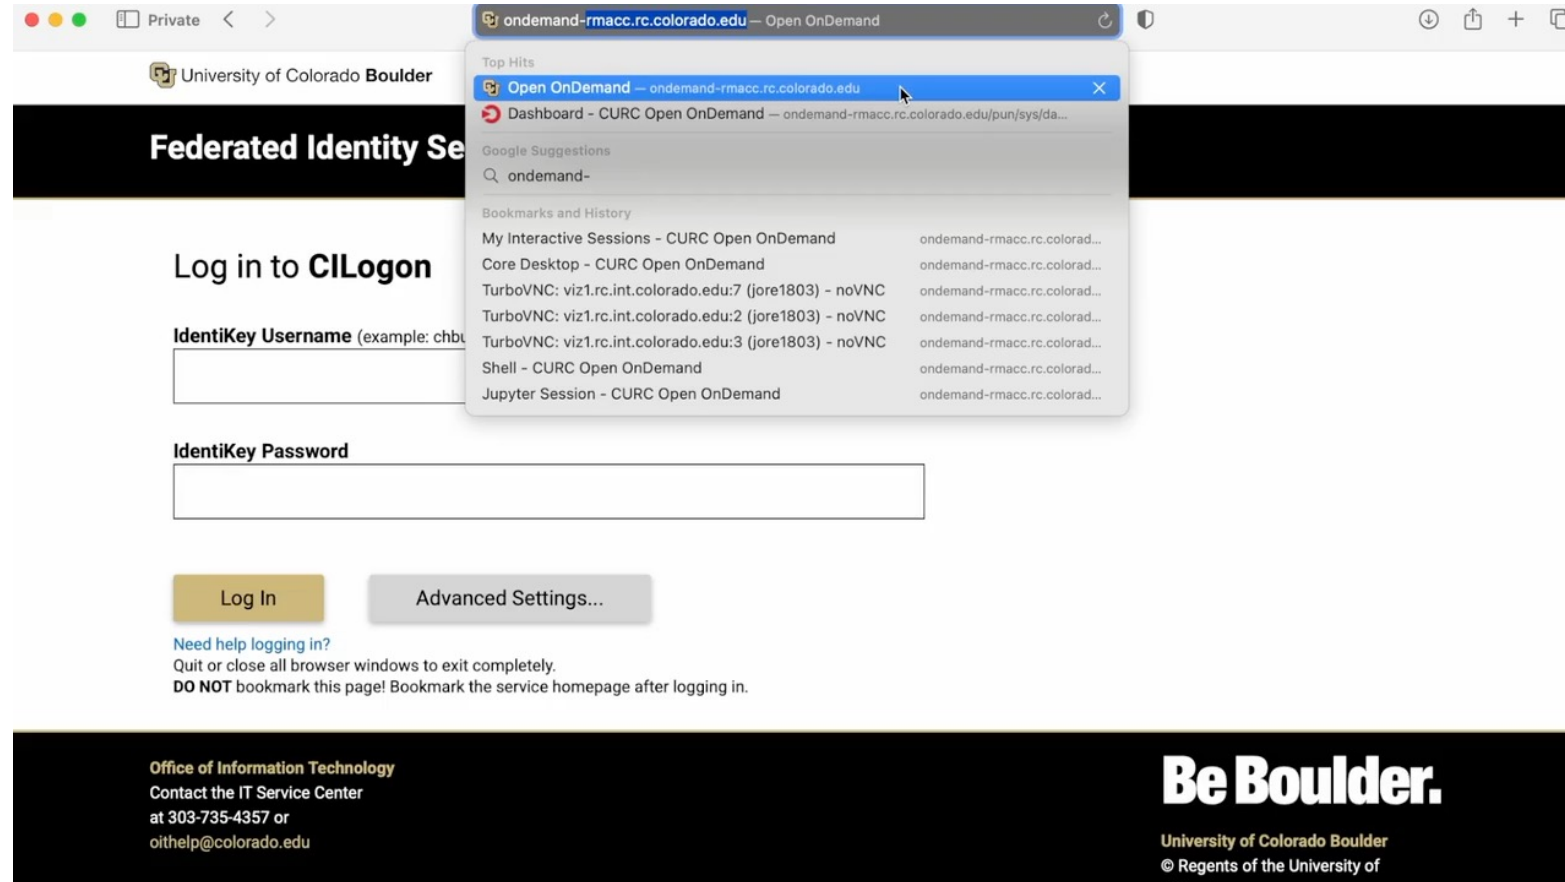 Private
ondemand-rmacc.rc.colorado.edu — Open OnDemand
Top Hits
Open OnDemand — ondemand-rmacc.rc.colorado.edu
Dashboard - CURC Open OnDemand — ondemand-rmacc.rc.colorado.edu/pun/sys/da...
Google Suggestions
ondemand-
Bookmarks and History
My Interactive Sessions - CURC Open OnDemand ondemand-rmacc.rc.colorad...
Core Desktop - CURC Open OnDemand ondemand-rmacc.rc.colorad...
TurboVNC: viz1.rc.int.colorado.edu:7 (jore1803) - noVNC ondemand-rmacc.rc.colorad...
TurboVNC: viz1.rc.int.colorado.edu:2 (jore1803) - noVNC ondemand-rmacc.rc.colorad...
TurboVNC: viz1.rc.int.colorado.edu:3 (jore1803) - noVNC ondemand-rmacc.rc.colorad...
Shell - CURC Open OnDemand ondemand-rmacc.rc.colorad...
Jupyter Session - CURC Open OnDemand ondemand-rmacc.rc.colorad...
University of Colorado Boulder
Federated Identity Se
Log in to CILogon
IdentiKey Username (example: chbu
IdentiKey Password
Log In
Advanced Settings...
Need help logging in?
Quit or close all browser windows to exit completely.
DO NOT bookmark this page! Bookmark the service homepage after logging in.
Office of Information Technology
Contact the IT Service Center
at 303-735-4357 or
oithelp@colorado.edu
Be Boulder.
University of Colorado Boulder
© Regents of the University of